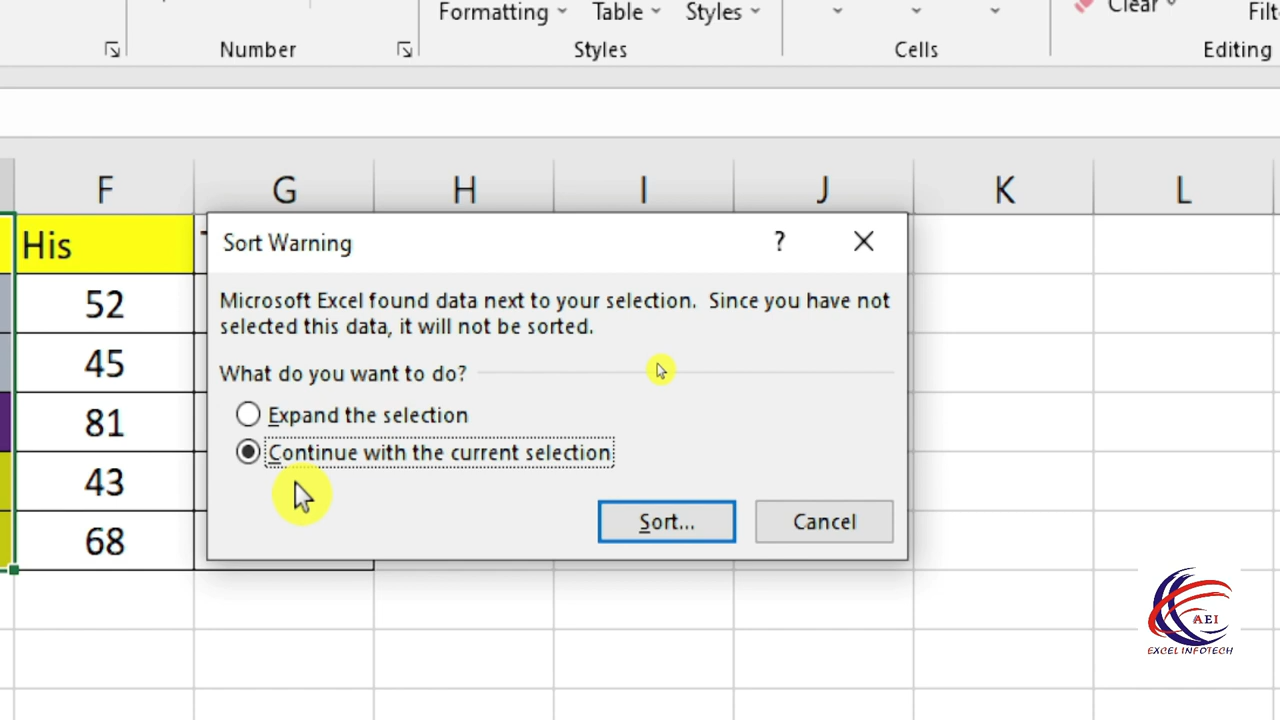 Formatting Table Styles Clear
Number Styles Cells Editing
F G H I J K L
His
Sort Warning ?
Microsoft Excel found data next to your selection. Since you have not
selected this data, it will not be sorted.
What do you want to do?
Expand the selection
Continue with the current selection
Sort... Cancel
52
45
81
43
68
AEI
EXCEL INFOTECH